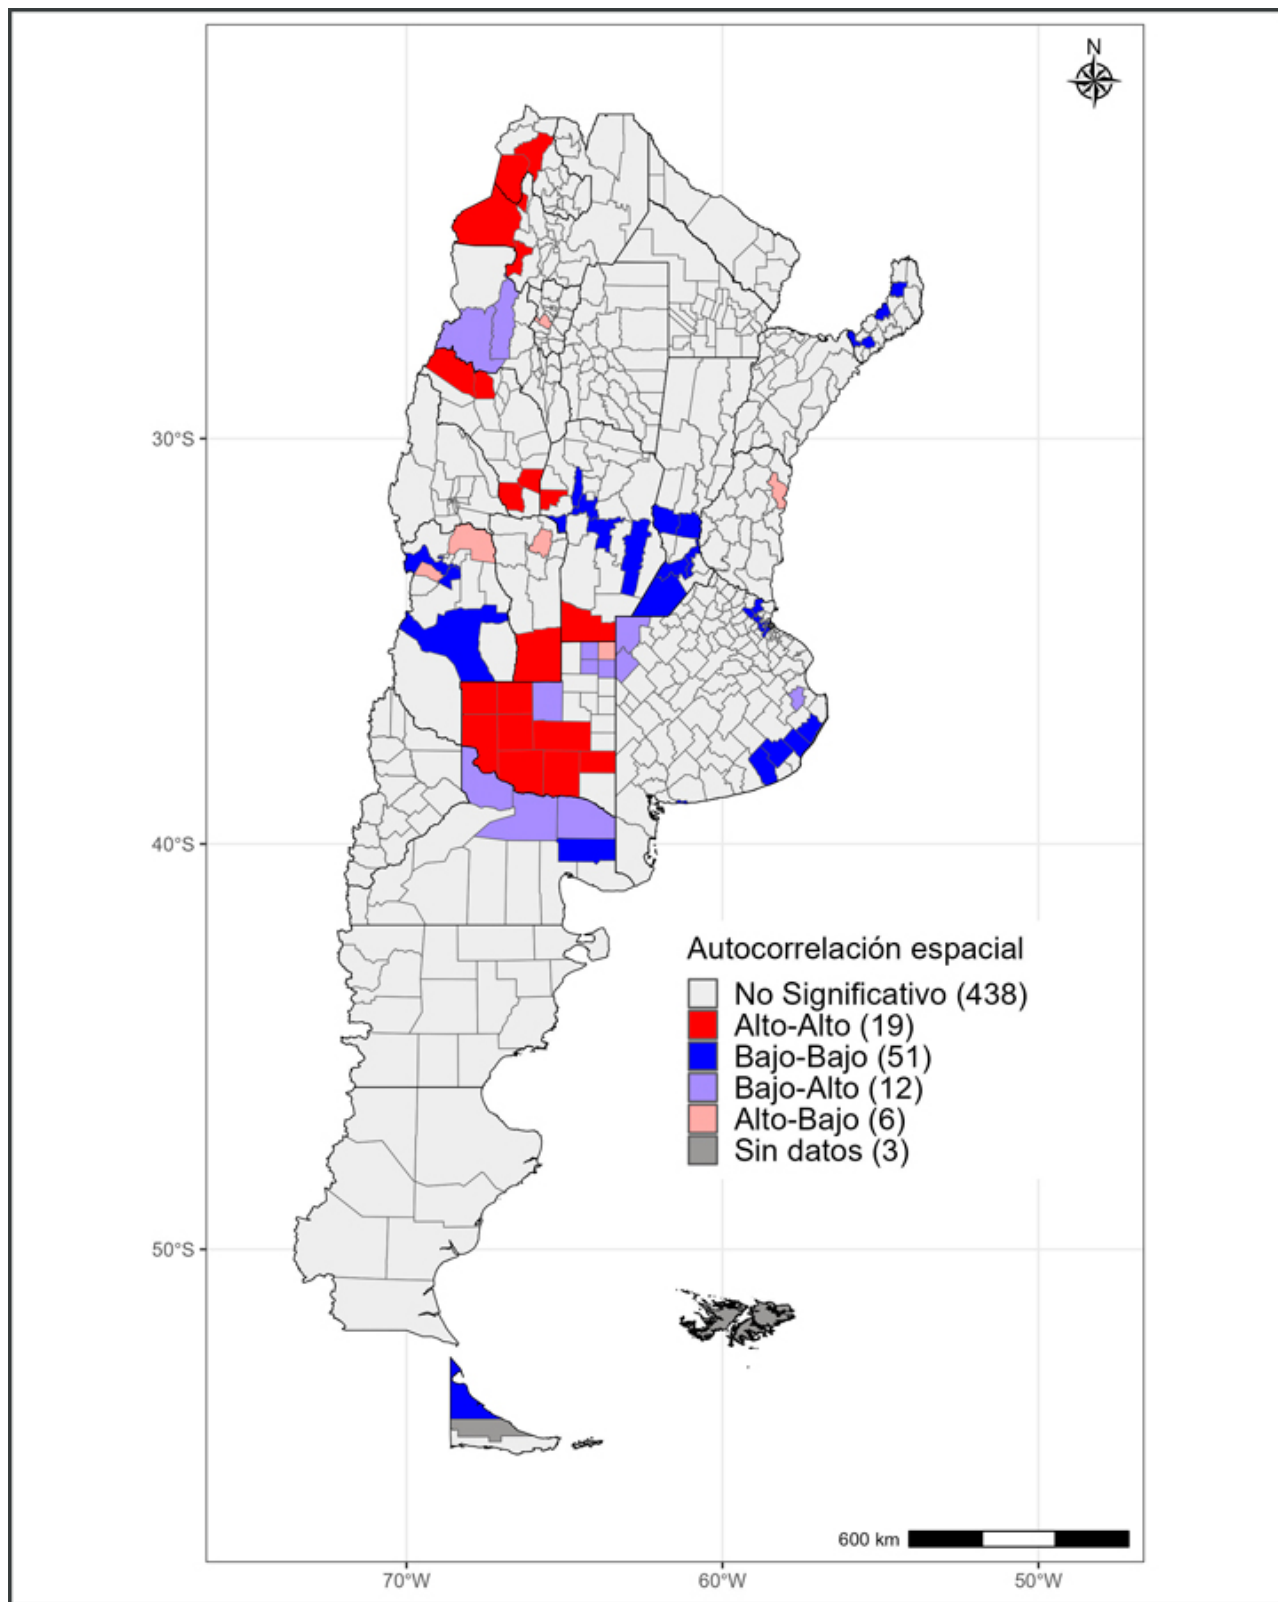 N
30°S
40°S
Autocorrelación espacial
No Significativo (438)
Alto-Alto (19)
Bajo-Bajo (51)
Bajo-Alto (12)
Alto-Bajo (6)
Sin datos (3)
50°S
600 km
70°W 60°W 50°W